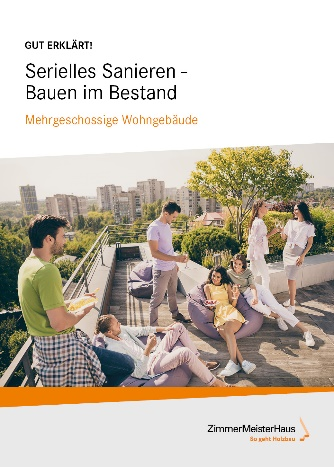 GUT ERKLÄRT!
Serielles Sanieren -
Bauen im Bestand
Mehrgeschossige Wohngebäude
ZimmerMeisterHaus
So geht Holzbau